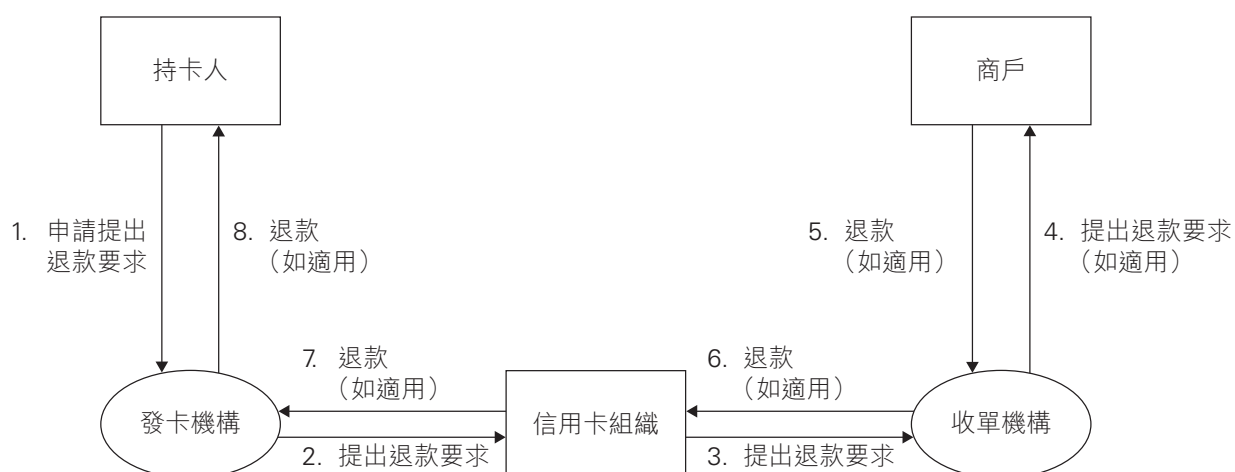 持卡人
商戶
1. 申請提出
退款要求
8. 退款
（如適用）
5. 退款
（如適用）
4. 提出退款要求
（如適用）
7. 退款
（如適用）
6. 退款
（如適用）
發卡機構
信用卡組織
收單機構
2. 提出退款要求
3. 提出退款要求